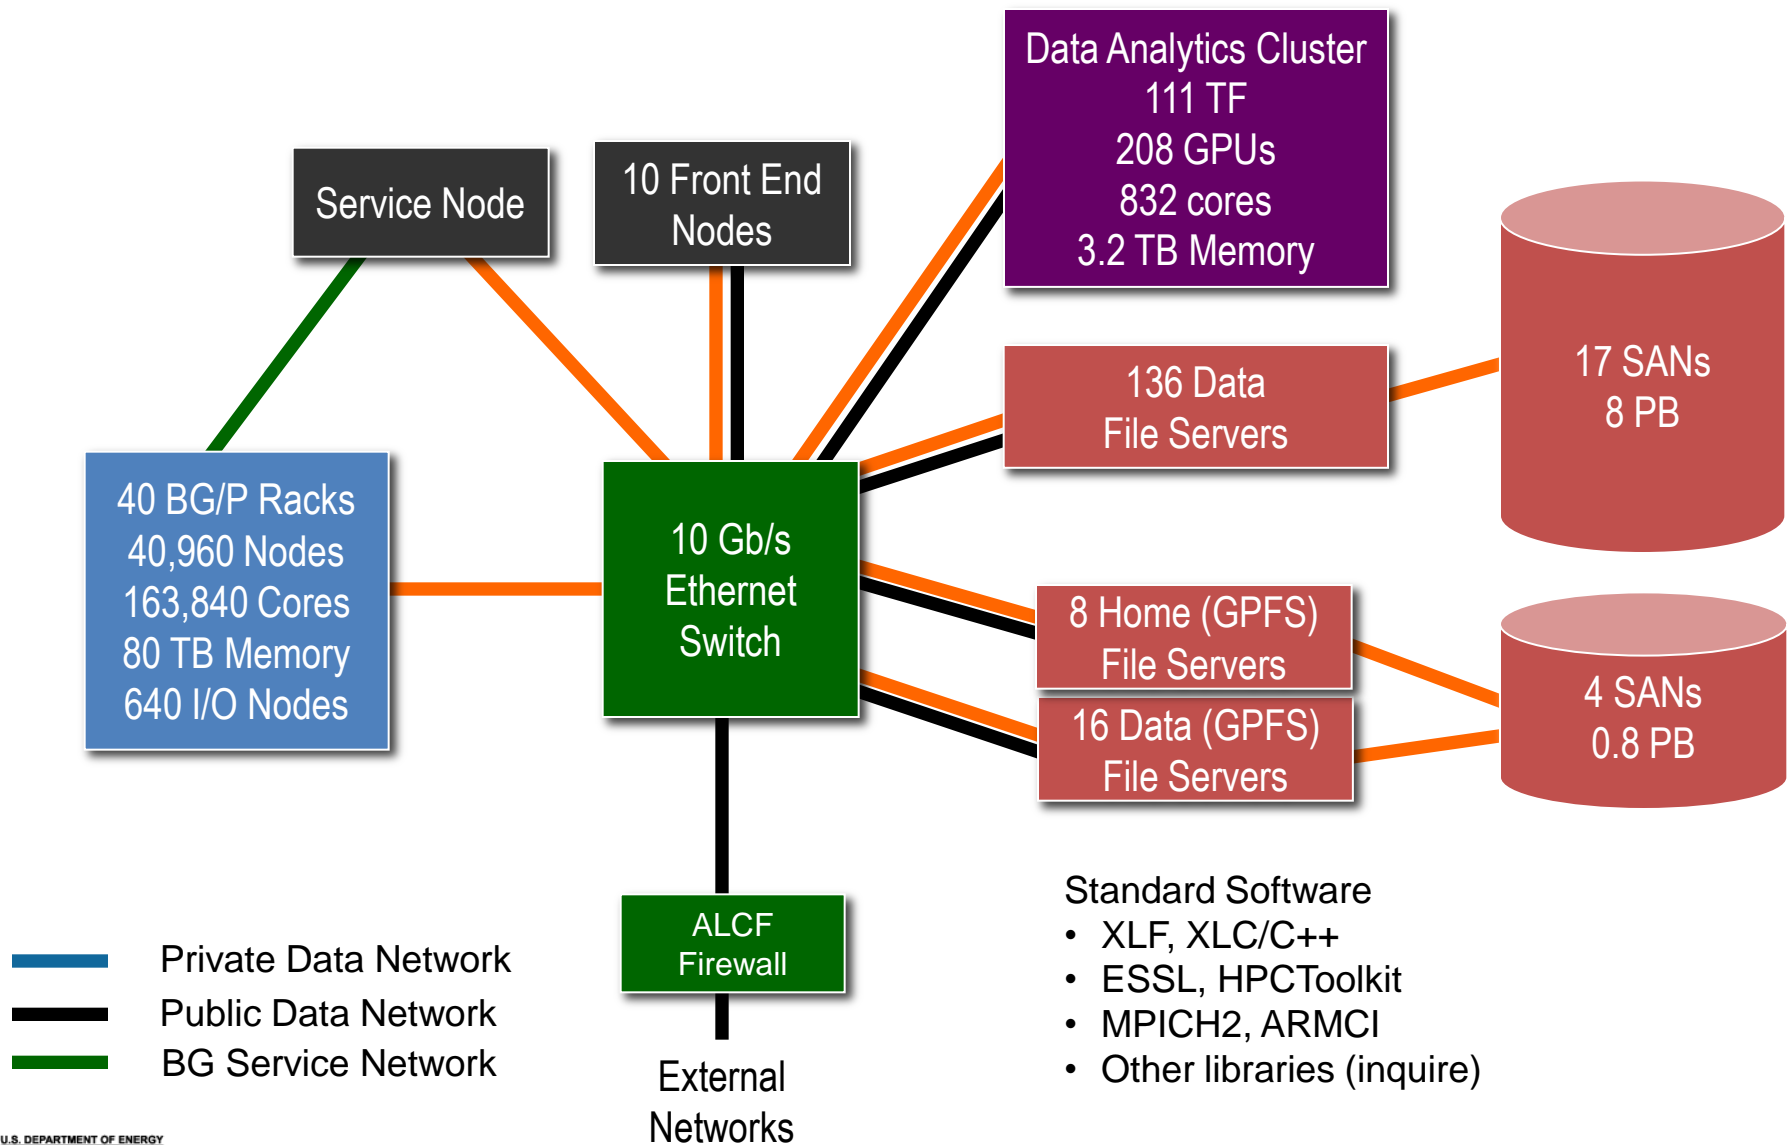 Data Analytics Cluster
111 TF
208 GPUs
832 cores
3.2 TB Memory
Service Node
10 Front End
Nodes
17 SANs
8 PB
136 Data
File Servers
40 BG/P Racks
40,960 Nodes
163,840 Cores
80 TB Memory
640 I/O Nodes
10 Gb/s
Ethernet
Switch
8 Home (GPFS)
File Servers
16 Data (GPFS)
File Servers
4 SANs
0.8 PB
ALCF
Firewall
External
Networks
Private Data Network
Public Data Network
BG Service Network
Standard Software
• XLF, XLC/C++
• ESSL, HPCToolkit
• MPICH2, ARMCI
• Other libraries (inquire)
U.S. DEPARTMENT OF ENERGY